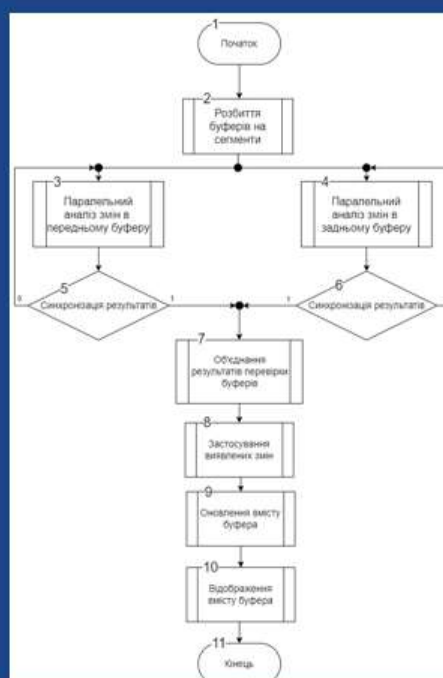 1
Початок
2
Розбиття
буферів на
сегменти
3
Паралельний
аналіз змін в
передньому буферу
4
Паралельний
аналіз змін в
задньому буферу
5
Синхронізація результатів
0
1
6
Синхронізація результатів
1
7
Об'єднання
результатів перевірки
буферів
8
Застосування
виявлених змін
9
Оновлення вмісту
буфера
10
Відображення
вмісту буфера
11
Кінець